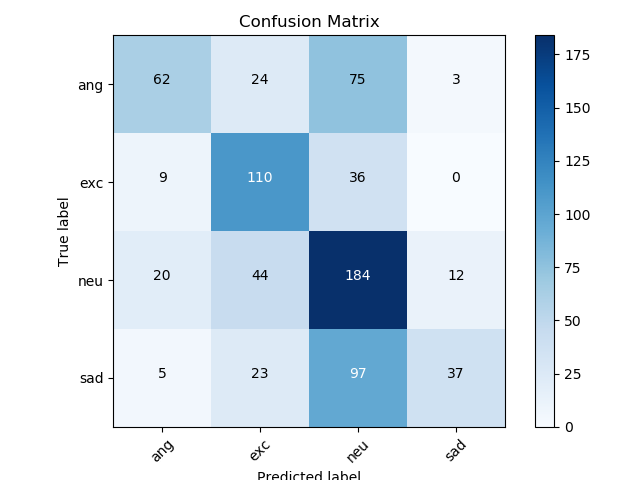 Confusion Matrix
ang 62 24 75 3
exc 9 110 36 0
neu 20 44 184 12
sad 5 23 97 37
ang exc neu sad
True label
Predicted label
175
150
125
100
75
50
25
0